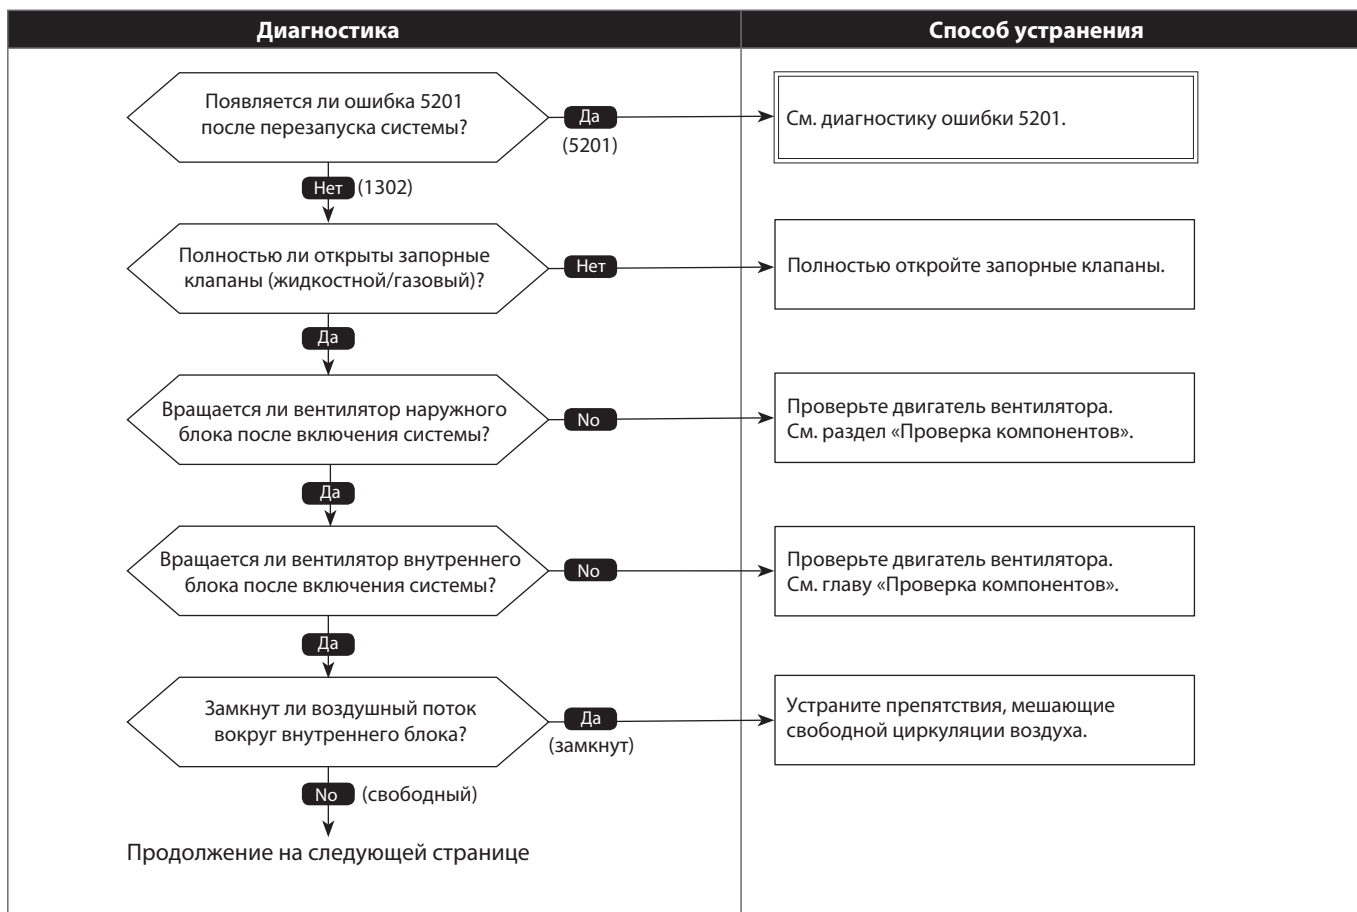 Диагностика
Способ устранения
Появляется ли ошибка 5201
после перезапуска системы?
Да
(5201)
См. диагностику ошибки 5201.
Нет (1302)
Полностью ли открыты запорные
клапаны (жидкостной/газовый)?
Нет
Полностью откройте запорные клапаны.
Да
Вращается ли вентилятор наружного
блока после включения системы?
No
Проверьте двигатель вентилятора.
См. раздел «Проверка компонентов».
Да
Вращается ли вентилятор внутреннего
блока после включения системы?
No
Проверьте двигатель вентилятора.
См. главу «Проверка компонентов».
Да
Замкнут ли воздушный поток
вокруг внутреннего блока?
Да
(замкнут)
Устраните препятствия, мешающие
свободной циркуляции воздуха.
No (свободный)
Продолжение на следующей странице